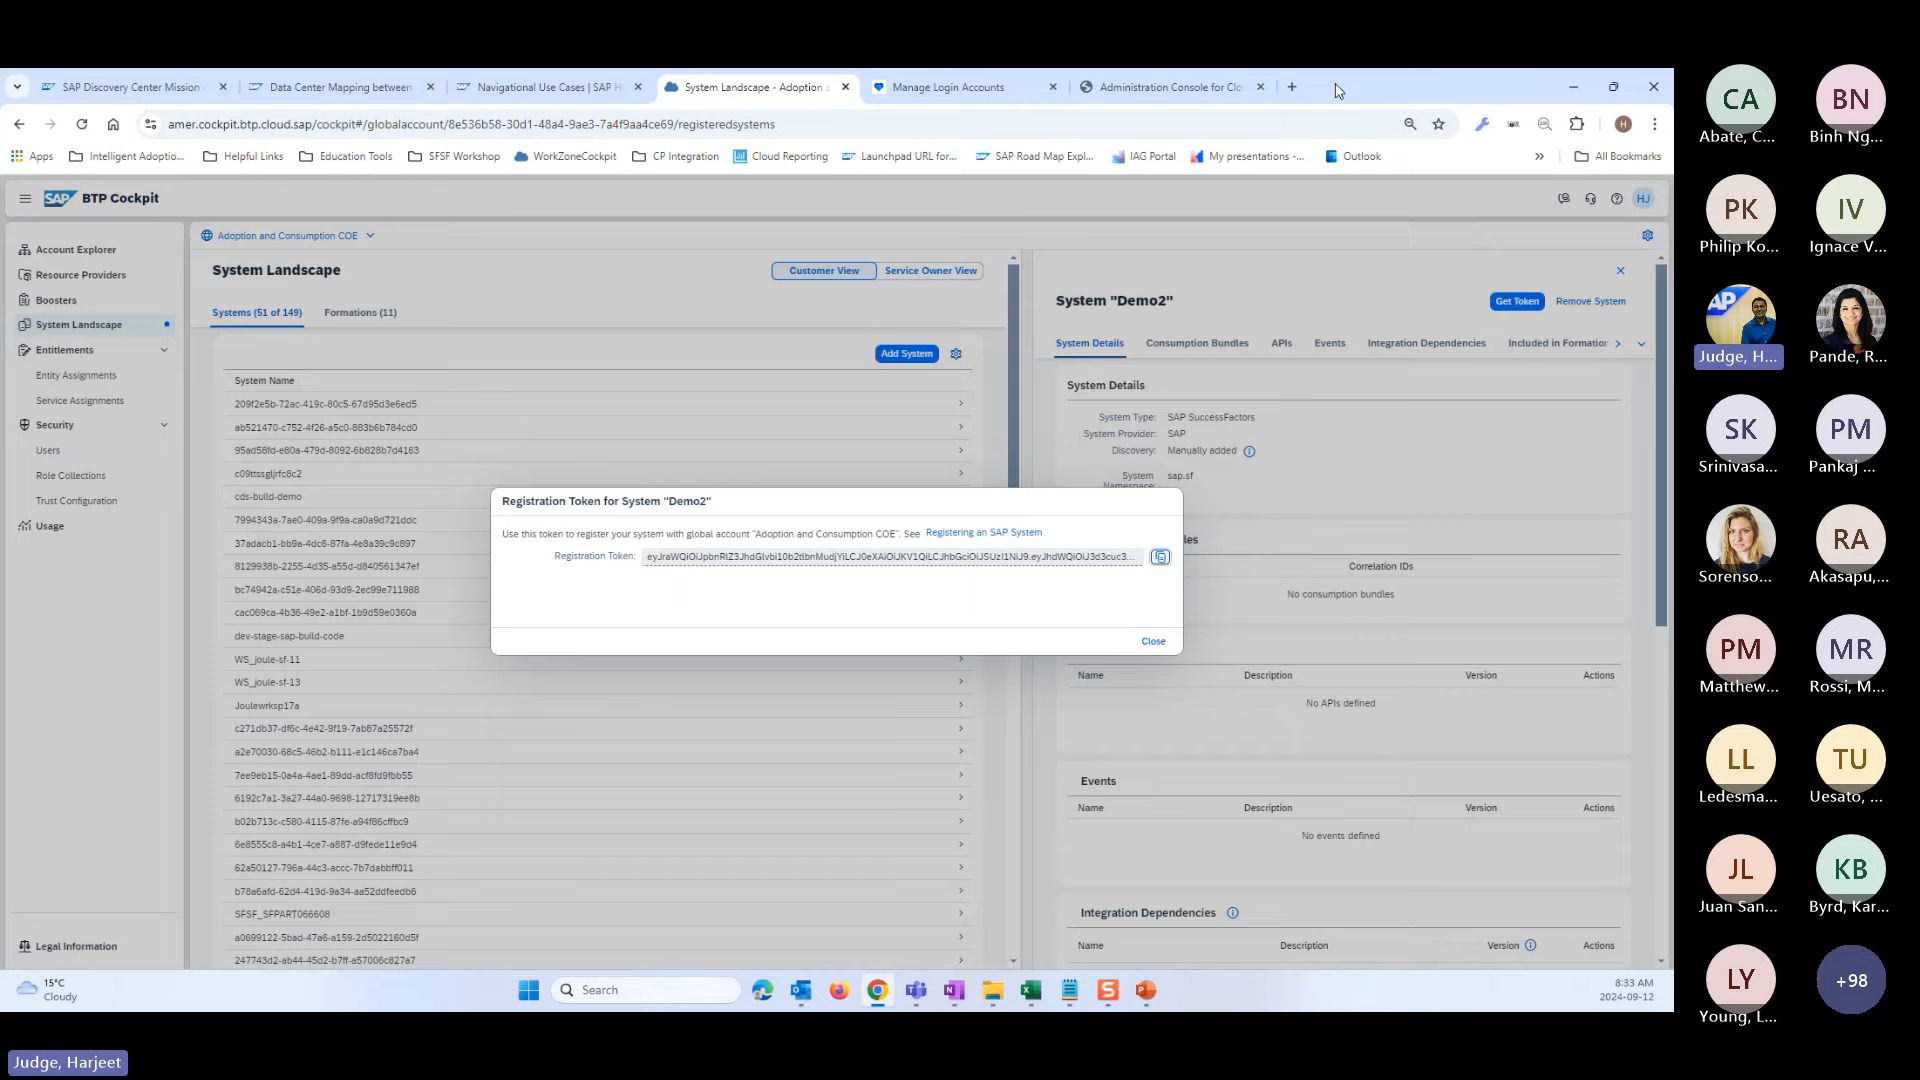 SAP Discovery Center Mission
Data Center Mapping between
Navigational Use Cases | SAP H
System Landscape - Adoption a
Manage Login Accounts
Administration Console for Clo
amer.cockpit.btp.cloud.sap/cockpit#/globalaccount/8e536b58-30d1-48a4-9ae3-7a4f9aa4ce69/registeredsystems
H
Apps
Intelligent Adoptio...
Helpful Links
Education Tools
SFSF Workshop
WorkZoneCockpit
CP Integration
Cloud Reporting
Launchpad URL for...
SAP Road Map Expl...
IAG Portal
My presentations -...
Outlook
»
All Bookmarks
SAP BTP Cockpit
HJ
Account Explorer
Resource Providers
Boosters
System Landscape
Entitlements
Entity Assignments
Service Assignments
Security
Users
Role Collections
Trust Configuration
Usage
Legal Information
Adoption and Consumption COE
System Landscape
Customer View
Service Owner View
Systems (51 of 149)
Formations (11)
Add System
System Name
209f2e5b-72ac-419c-80c5-67d95d3e6ed5
ab521470-c752-4f26-a5c0-883b6b784cd0
95ad58fd-e80a-479d-8092-6b828b7d4163
c09ttssgljrfc8c2
cds-build-demo
7994343a-7ae0-409a-9f9a-ca0a9d721ddc
37adacb1-bb9a-4dc6-87fa-4e8a39c9c897
8129938b-2255-4d35-a55d-d840561347ef
bc74942a-c51e-406d-93d9-2ec99e711988
cac069ca-4b36-49e2-a1bf-1b9d59e0360a
dev-stage-sap-build-code
WS_joule-sf-11
WS_joule-sf-13
Joulewrksp17a
c271db37-df6c-4e42-9f19-7ab87a25572f
a2e70030-68c5-46b2-b111-e1c146ca7ba4
7ee9eb15-0a4a-4ae1-89dd-acf8fd9fbb55
6192c7a1-3a27-44a0-9698-12717319ee8b
b02b713c-c580-4115-87fe-a94f86cffbc9
6e8555c8-a4b1-4ce7-a887-d9fede11e9d4
62a50127-796a-44c3-accc-7b7dabbff011
b78a6afd-62d4-419d-9a34-aa52ddfeedb6
SFSF_SFPART066608
a0699122-5bad-47a6-a159-2d5022160d5f
247743d2-ab44-45d2-b7ff-a57006c827a7
System "Demo2"
Get Token
Remove System
System Details
Consumption Bundles
APIs
Events
Integration Dependencies
Included in Formation
System Details
System Type: SAP SuccessFactors
System Provider: SAP
Discovery: Manually added
System Namespace: sap.sf
Registration Token for System "Demo2"
Use this token to register your system with global account "Adoption and Consumption COE". See Registering an SAP System
Registration Token:
Close
les
Correlation IDs
No consumption bundles
Name Description Version Actions
No APIs defined
Events
Name Description Version Actions
No events defined
Integration Dependencies
Name Description Version Actions
15°C
Cloudy
Search
8:33 AM
2024-09-12
CA
Abate, C...
BN
Binh Ng...
PK
Philip Ko...
IV
Ignace V...
AP
Judge, H...
Pande, R...
SK
Srinivasa...
PM
Pankaj ...
Sorenso...
RA
Akasapu,...
PM
Matthew...
MR
Rossi, M...
LL
Ledesma...
TU
Uesato, ...
JL
Juan San...
KB
Byrd, Kar...
LY
Young, L...
+98
Judge, Harjeet